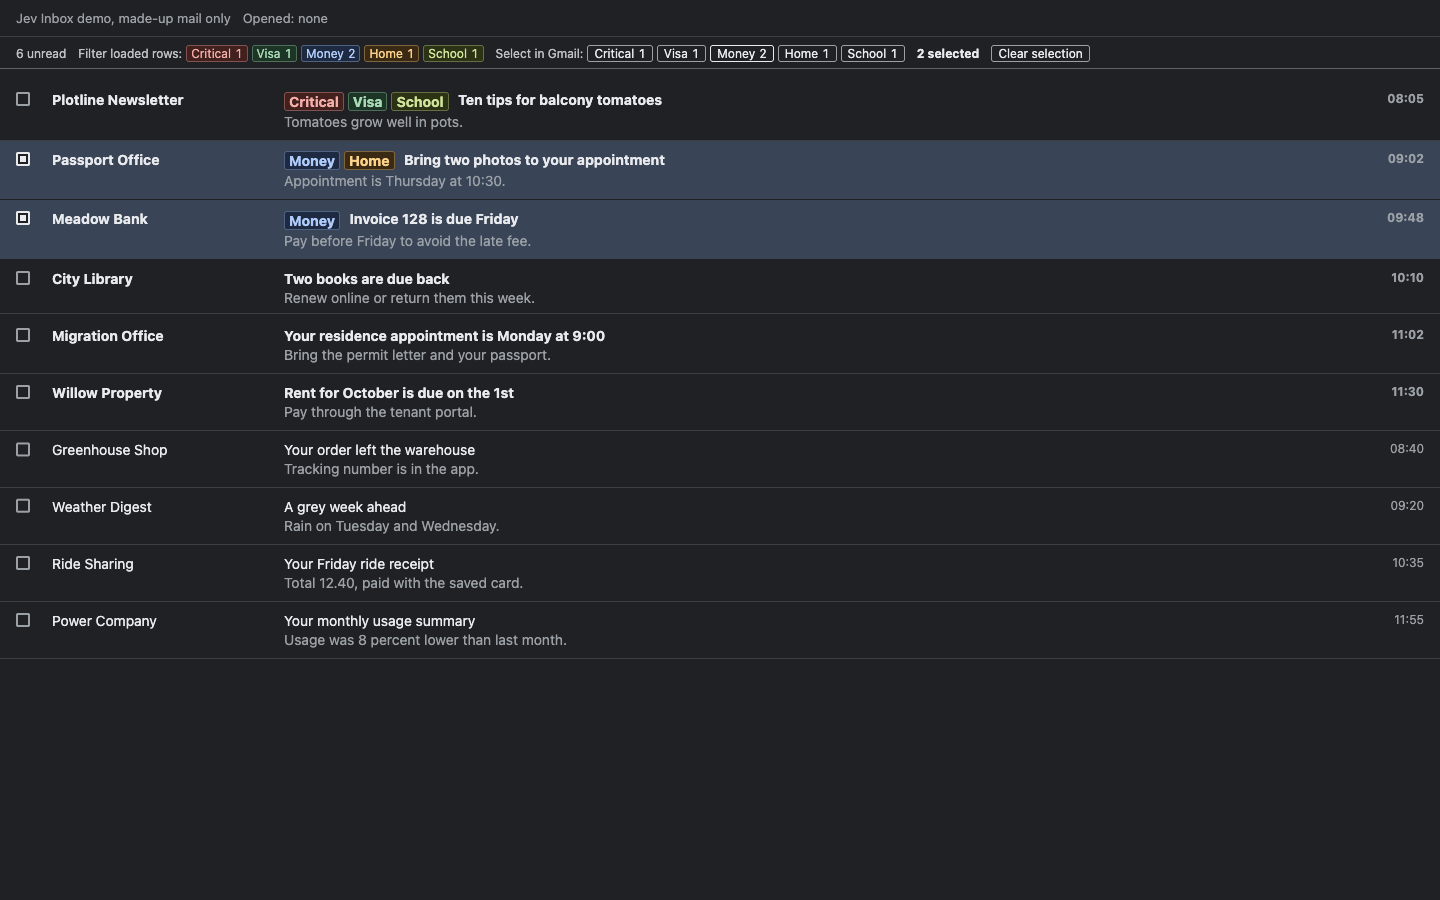 Jev Inbox demo, made-up mail only Opened: none
6 unread Filter loaded rows: Critical 1 Visa 1 Money 2 Home 1 School 1 Select in Gmail: Critical 1 Visa 1 Money 2 Home 1 School 1 2 selected Clear selection
Plotline Newsletter Critical Visa School Ten tips for balcony tomatoes 08:05
Tomatoes grow well in pots.
Passport Office Money Home Bring two photos to your appointment 09:02
Appointment is Thursday at 10:30.
Meadow Bank Money Invoice 128 is due Friday 09:48
Pay before Friday to avoid the late fee.
City Library Two books are due back 10:10
Renew online or return them this week.
Migration Office Your residence appointment is Monday at 9:00 11:02
Bring the permit letter and your passport.
Willow Property Rent for October is due on the 1st 11:30
Pay through the tenant portal.
Greenhouse Shop Your order left the warehouse 08:40
Tracking number is in the app.
Weather Digest A grey week ahead 09:20
Rain on Tuesday and Wednesday.
Ride Sharing Your Friday ride receipt 10:35
Total 12.40, paid with the saved card.
Power Company Your monthly usage summary 11:55
Usage was 8 percent lower than last month.